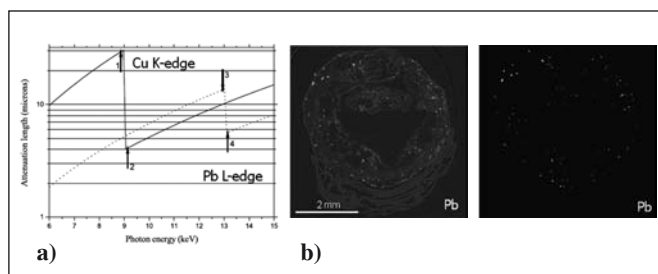 Cu K-edge
Pb L-edge
1
2
3
4
Attenuation length (microns)
10
1
6 7 8 9 10 11 12 13 14 15
Photon energy (keV)
a)
2 mm
Pb
Pb
b)